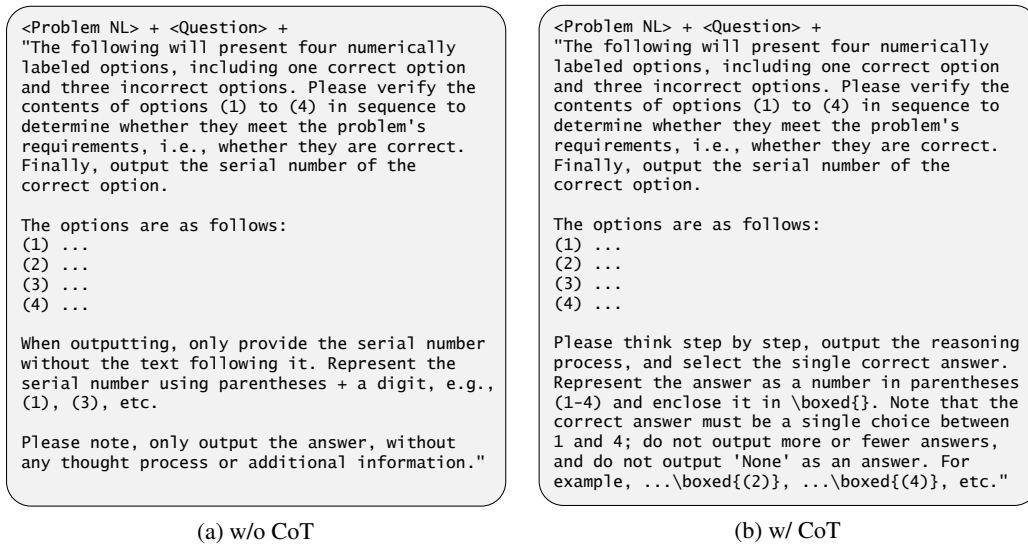 <Problem NL> + <Question> +
"The following will present four numerically
labeled options, including one correct option
and three incorrect options. Please verify the
contents of options (1) to (4) in sequence to
determine whether they meet the problem's
requirements, i.e., whether they are correct.
Finally, output the serial number of the
correct option.
The options are as follows:
(1) ...
(2) ...
(3) ...
(4) ...
When outputting, only provide the serial number
without the text following it. Represent the
serial number using parentheses + a digit, e.g.,
(1), (3), etc.
Please note, only output the answer, without
any thought process or additional information."
(a) w/o CoT
<Problem NL> + <Question> +
"The following will present four numerically
labeled options, including one correct option
and three incorrect options. Please verify the
contents of options (1) to (4) in sequence to
determine whether they meet the problem's
requirements, i.e., whether they are correct.
Finally, output the serial number of the
correct option.
The options are as follows:
(1) ...
(2) ...
(3) ...
(4) ...
Please think step by step, output the reasoning
process, and select the single correct answer.
Represent the answer as a number in parentheses
(1-4) and enclose it in \boxed{}. Note that the
correct answer must be a single choice between
1 and 4; do not output more or fewer answers,
and do not output 'None' as an answer. For
example, ...\boxed{(2)}, ...\boxed{(4)}, etc."
(b) w/ CoT